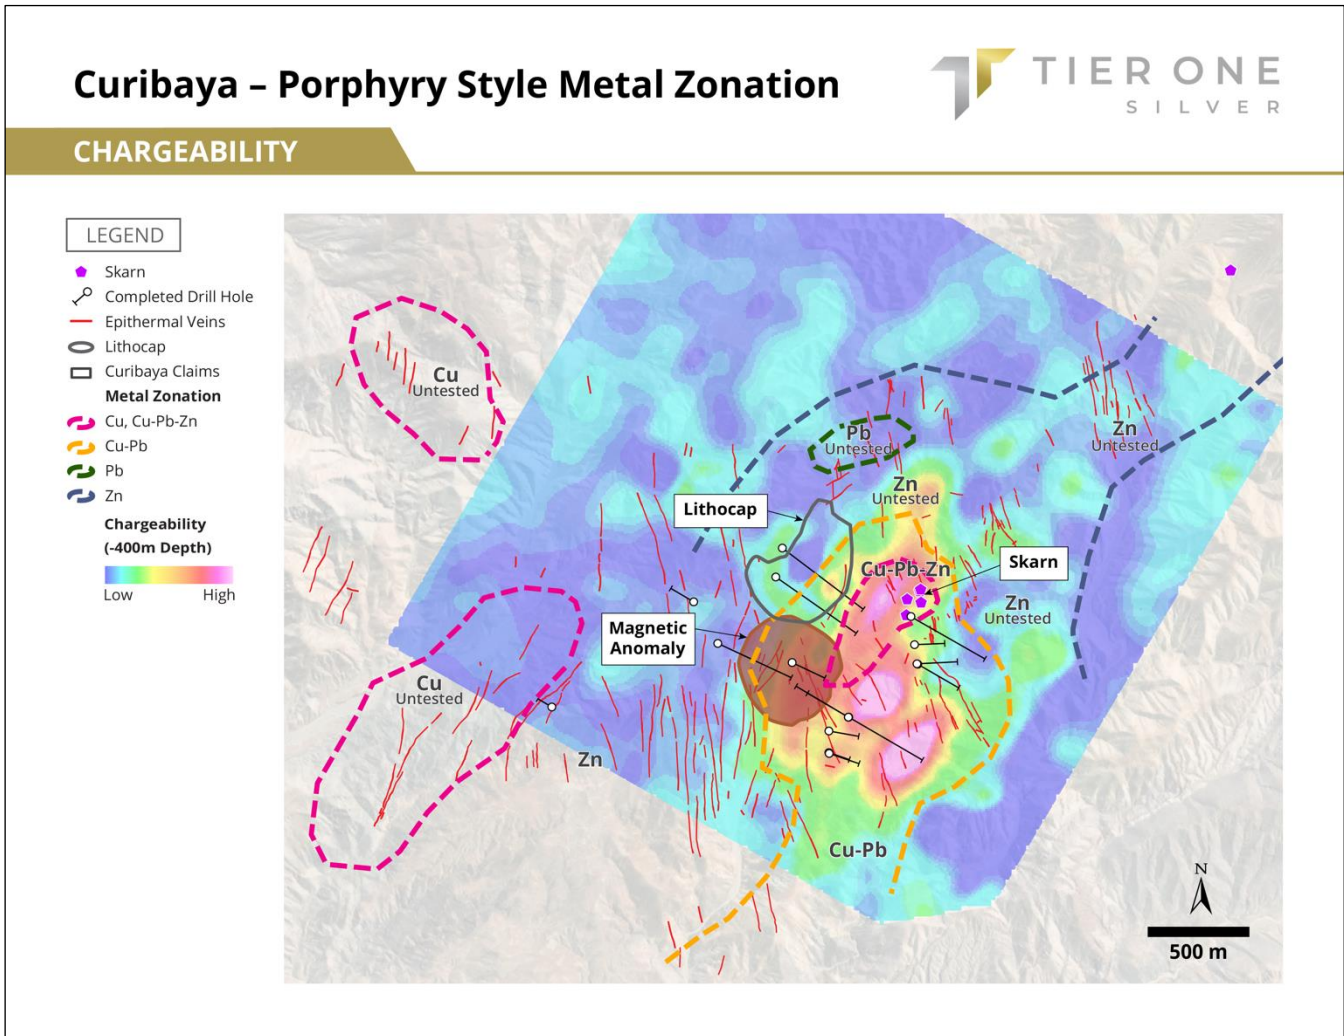 Curibaya – Porphyry Style Metal Zonation
TIER ONE
SILVER
CHARGEABILITY
LEGEND
Skarn
Completed Drill Hole
Epithermal Veins
Lithocap
Curibaya Claims
Metal Zonation
Cu, Cu-Pb-Zn
Cu-Pb
Pb
Zn
Chargeability
(-400m Depth)
Low
High
Cu
Untested
Pb
Untested
Zn
Untested
Zn
Untested
Lithocap
Cu-Pb-Zn
Skarn
Zn
Untested
Magnetic
Anomaly
Cu
Untested
Zn
Cu-Pb
N
500 m